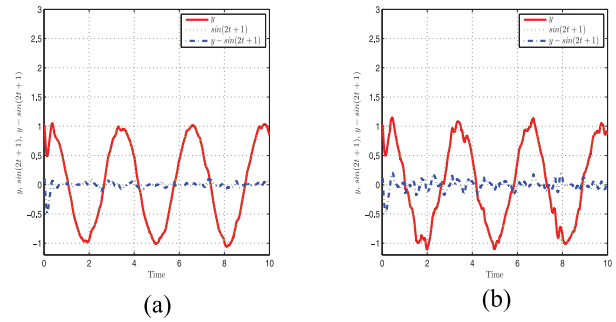 3
2,5
2
1,5
1
0,5
0
−0,5
−1
0 2 4 6 8 10
Time
y, sin(2t + 1), y − sin(2t + 1)
y
sin(2t + 1)
y − sin(2t + 1)
(a)
3
2,5
2
1,5
1
0,5
0
−0,5
−1
0 2 4 6 8 10
Time
y, sin(2t + 1), y − sin(2t + 1)
y
sin(2t + 1)
y − sin(2t + 1)
(b)